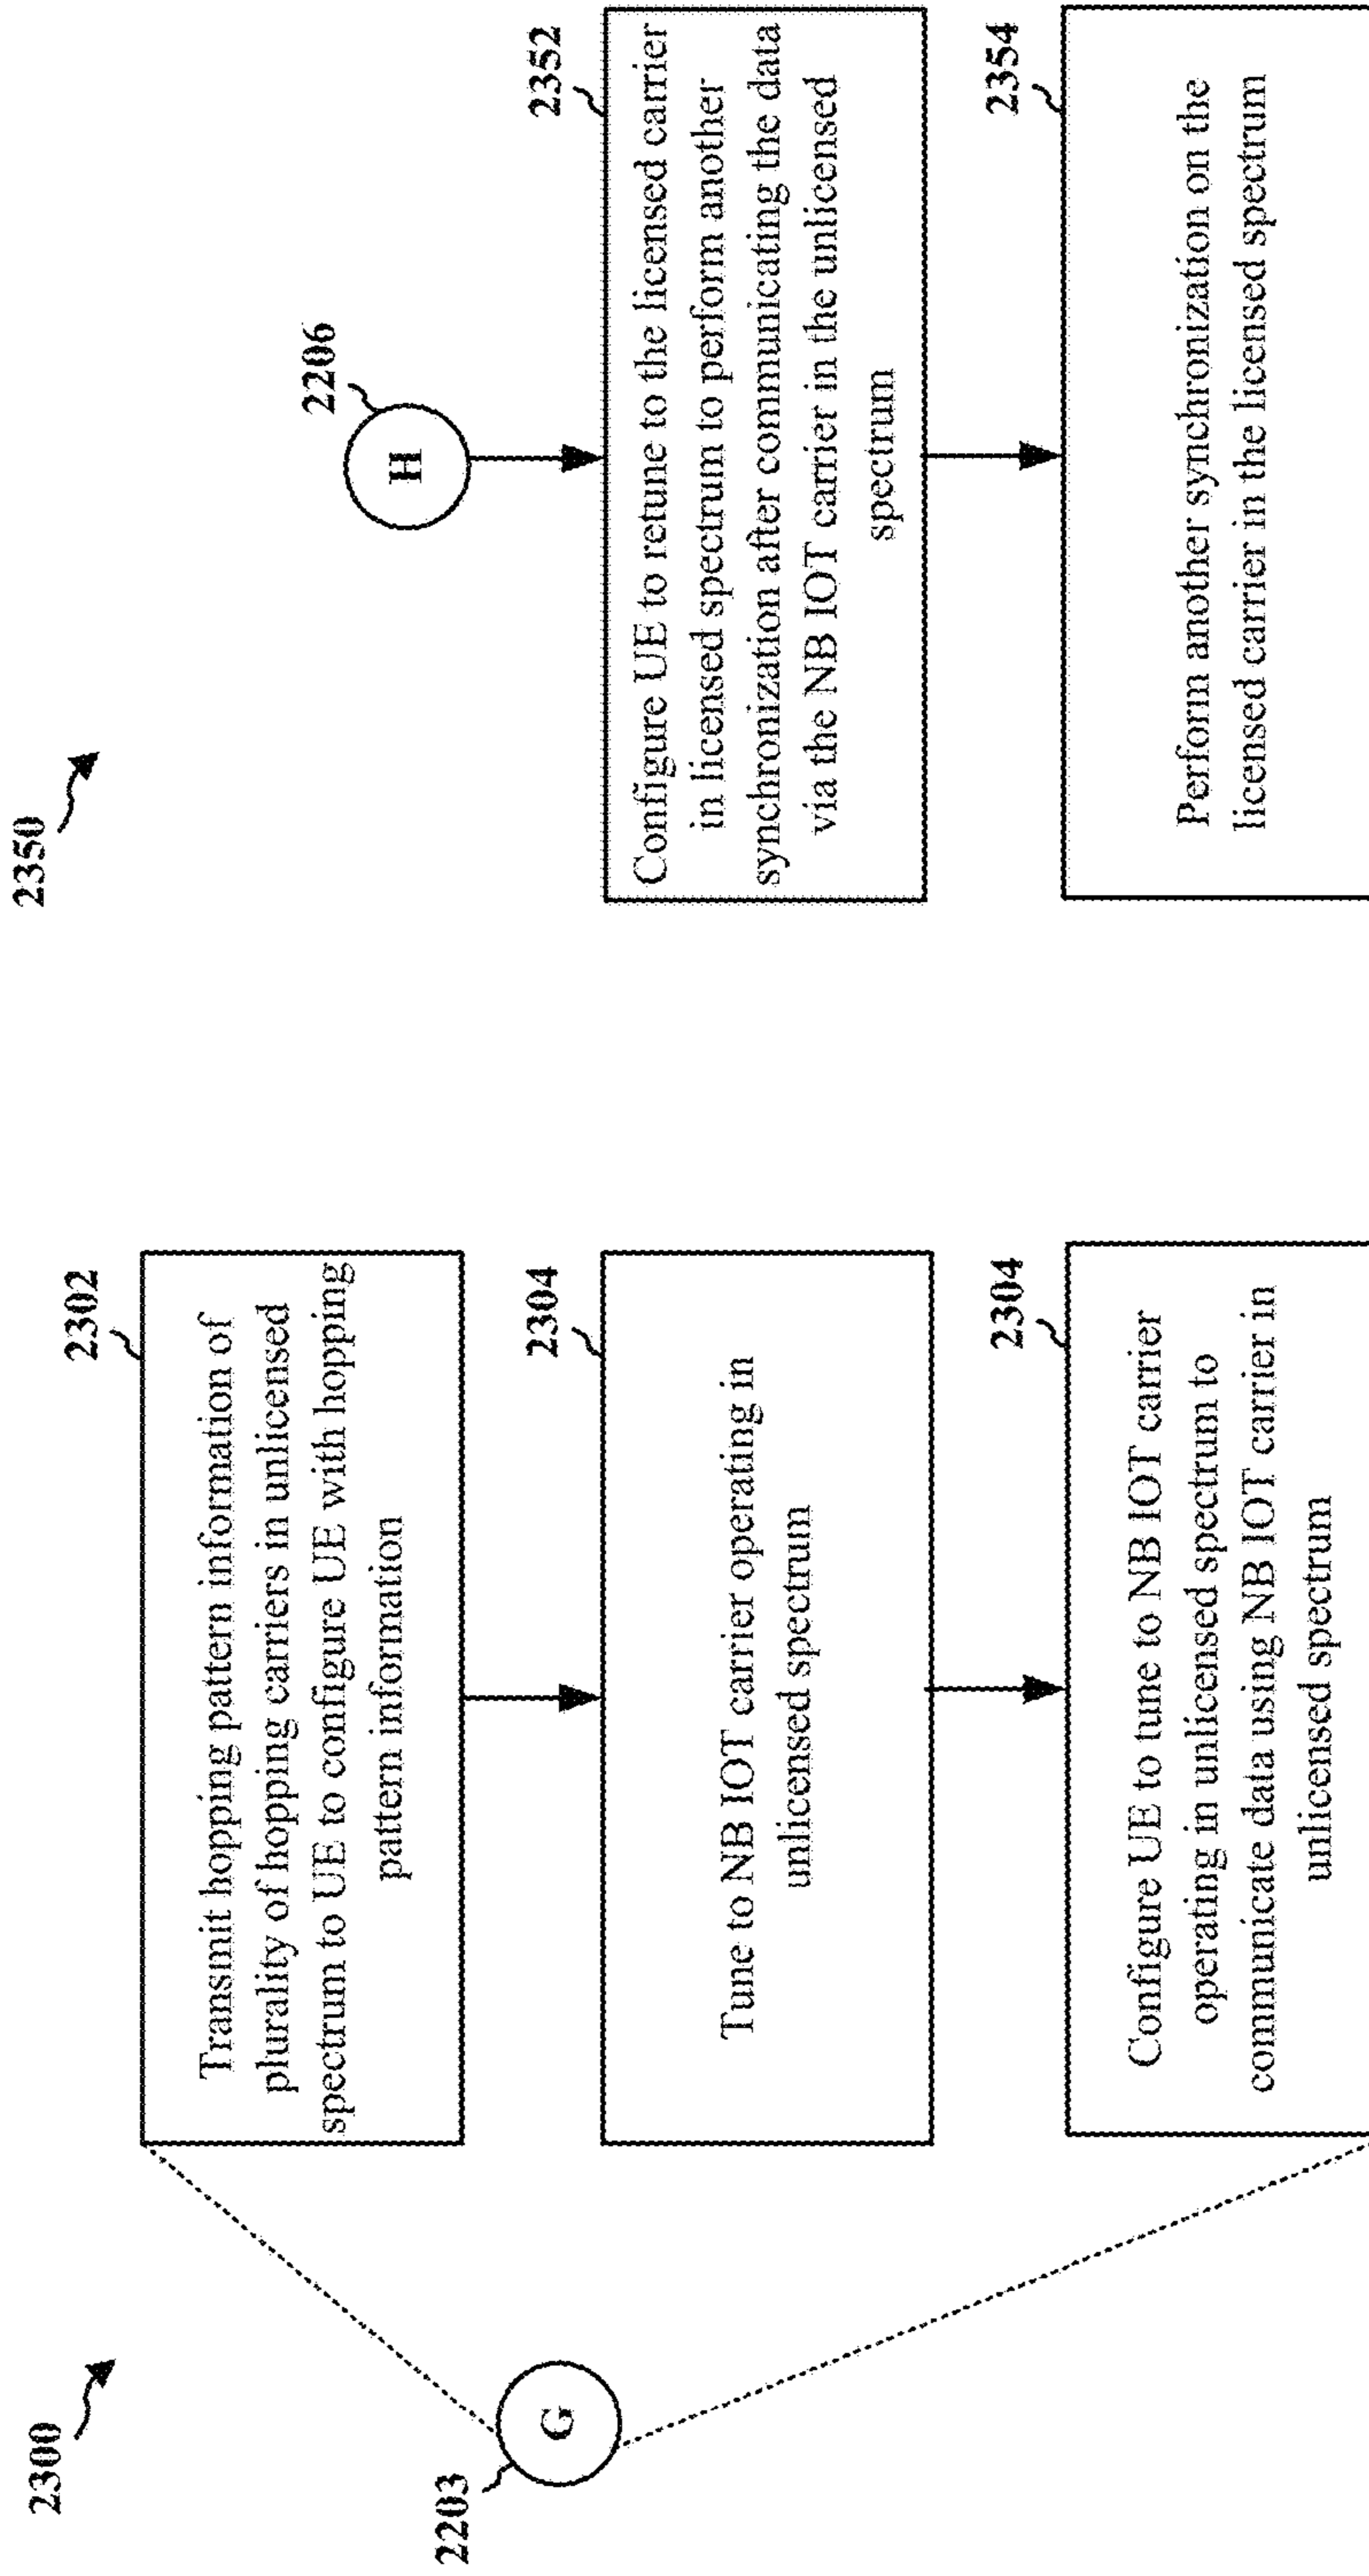 2300
2203
G
2302
Transmit hopping pattern information of
plurality of hopping carriers in unlicensed
spectrum to UE to configure UE with hopping
pattern information
2304
Tune to NB IOT carrier operating in
unlicensed spectrum
2304
Configure UE to tune to NB IOT carrier
operating in unlicensed spectrum to
communicate data using NB IOT carrier in
unlicensed spectrum
2350
2206
H
2352
Configure UE to retune to the licensed carrier
in licensed spectrum to perform another
synchronization after communicating the data
via the NB IOT carrier in the unlicensed
spectrum
2354
Perform another synchronization on the
licensed carrier in the licensed spectrum